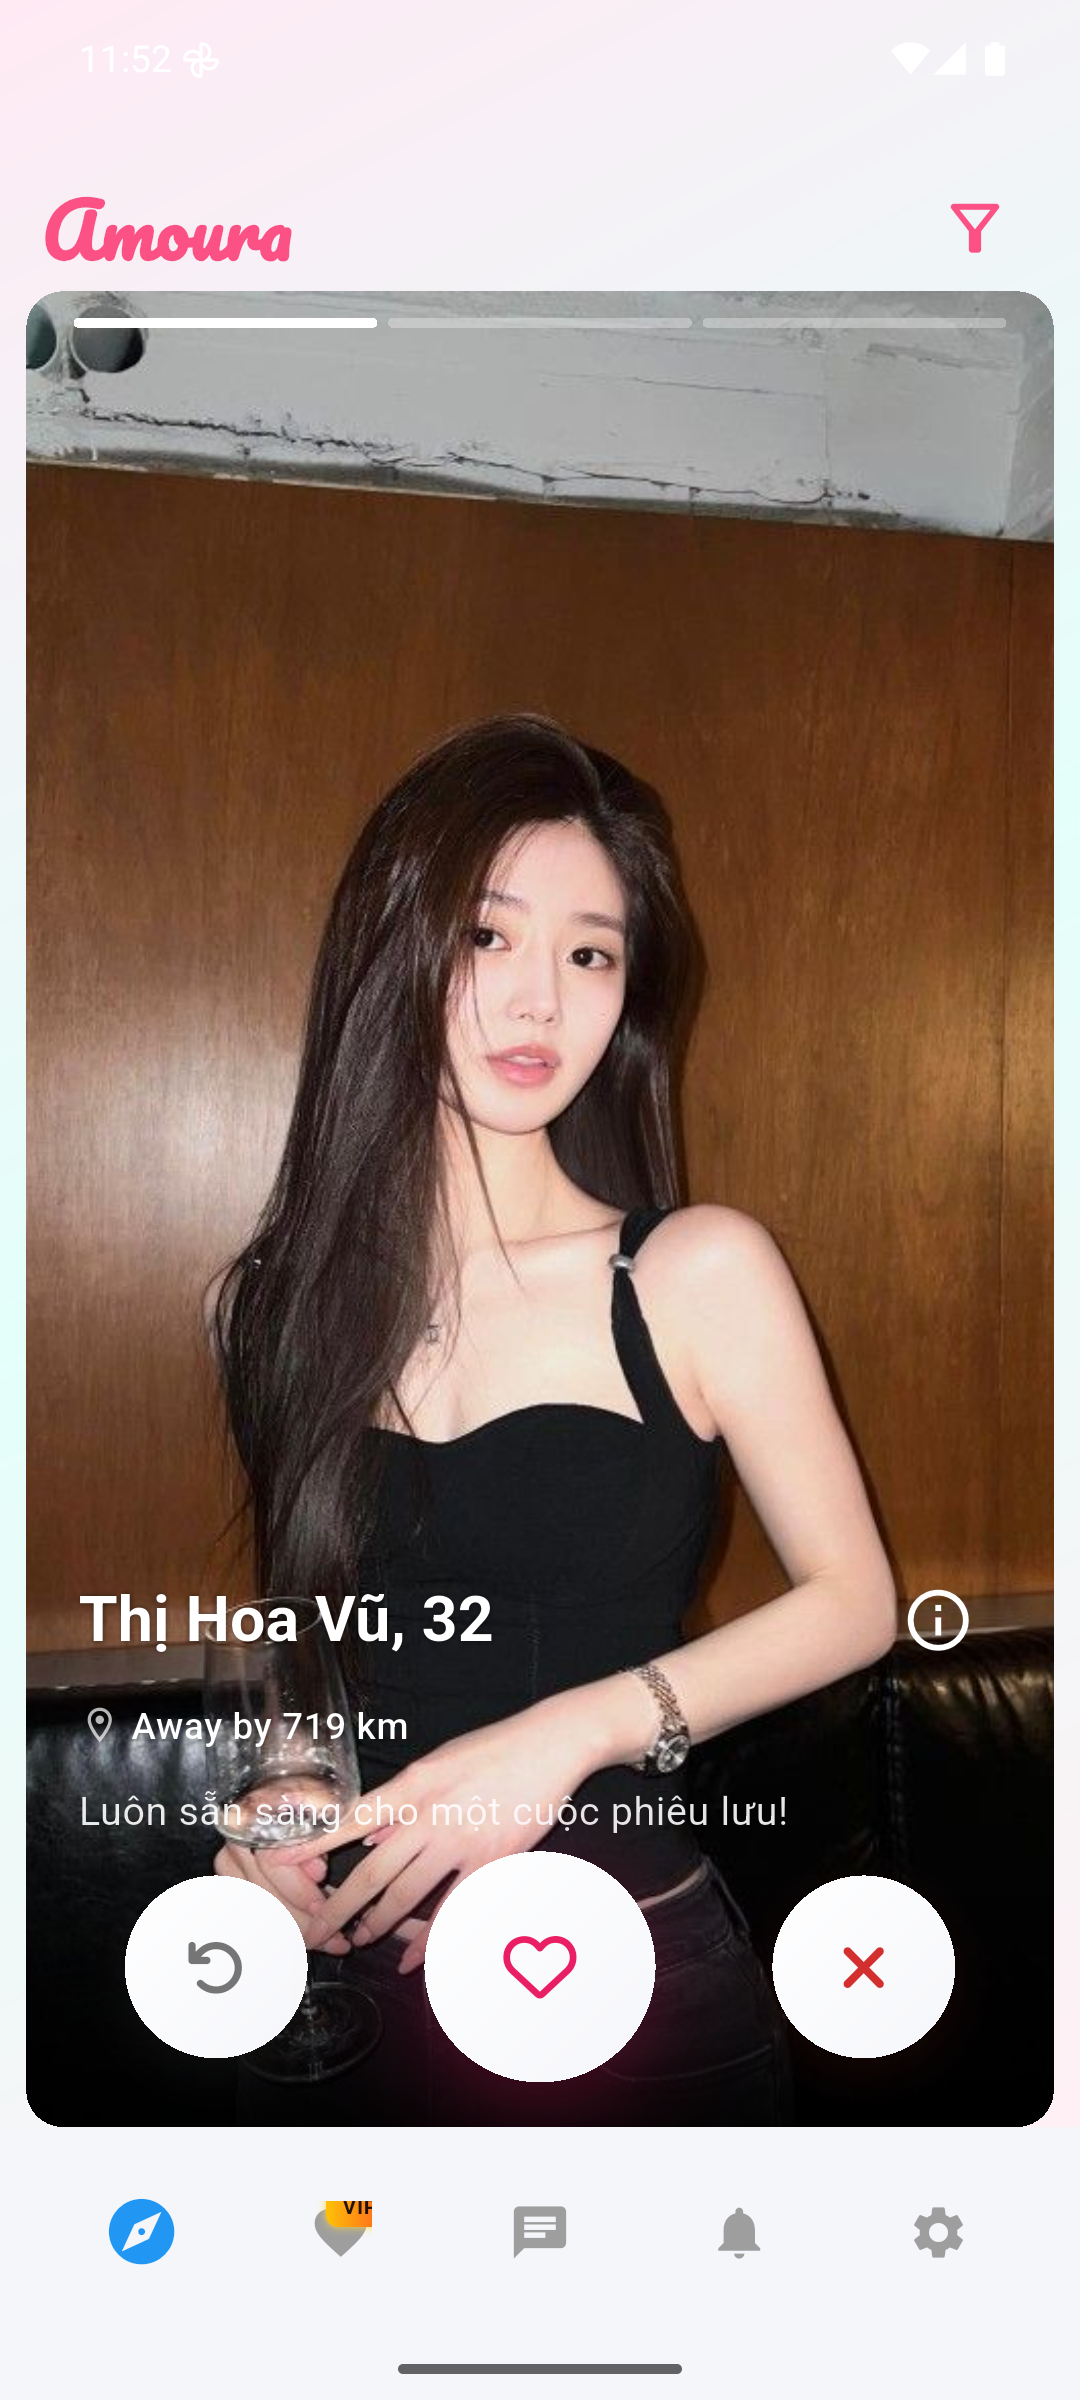 11:52
Amoura
Thị Hoa Vũ, 32
Away by 719 km
Luôn sẵn sàng cho một cuộc phiêu lưu!